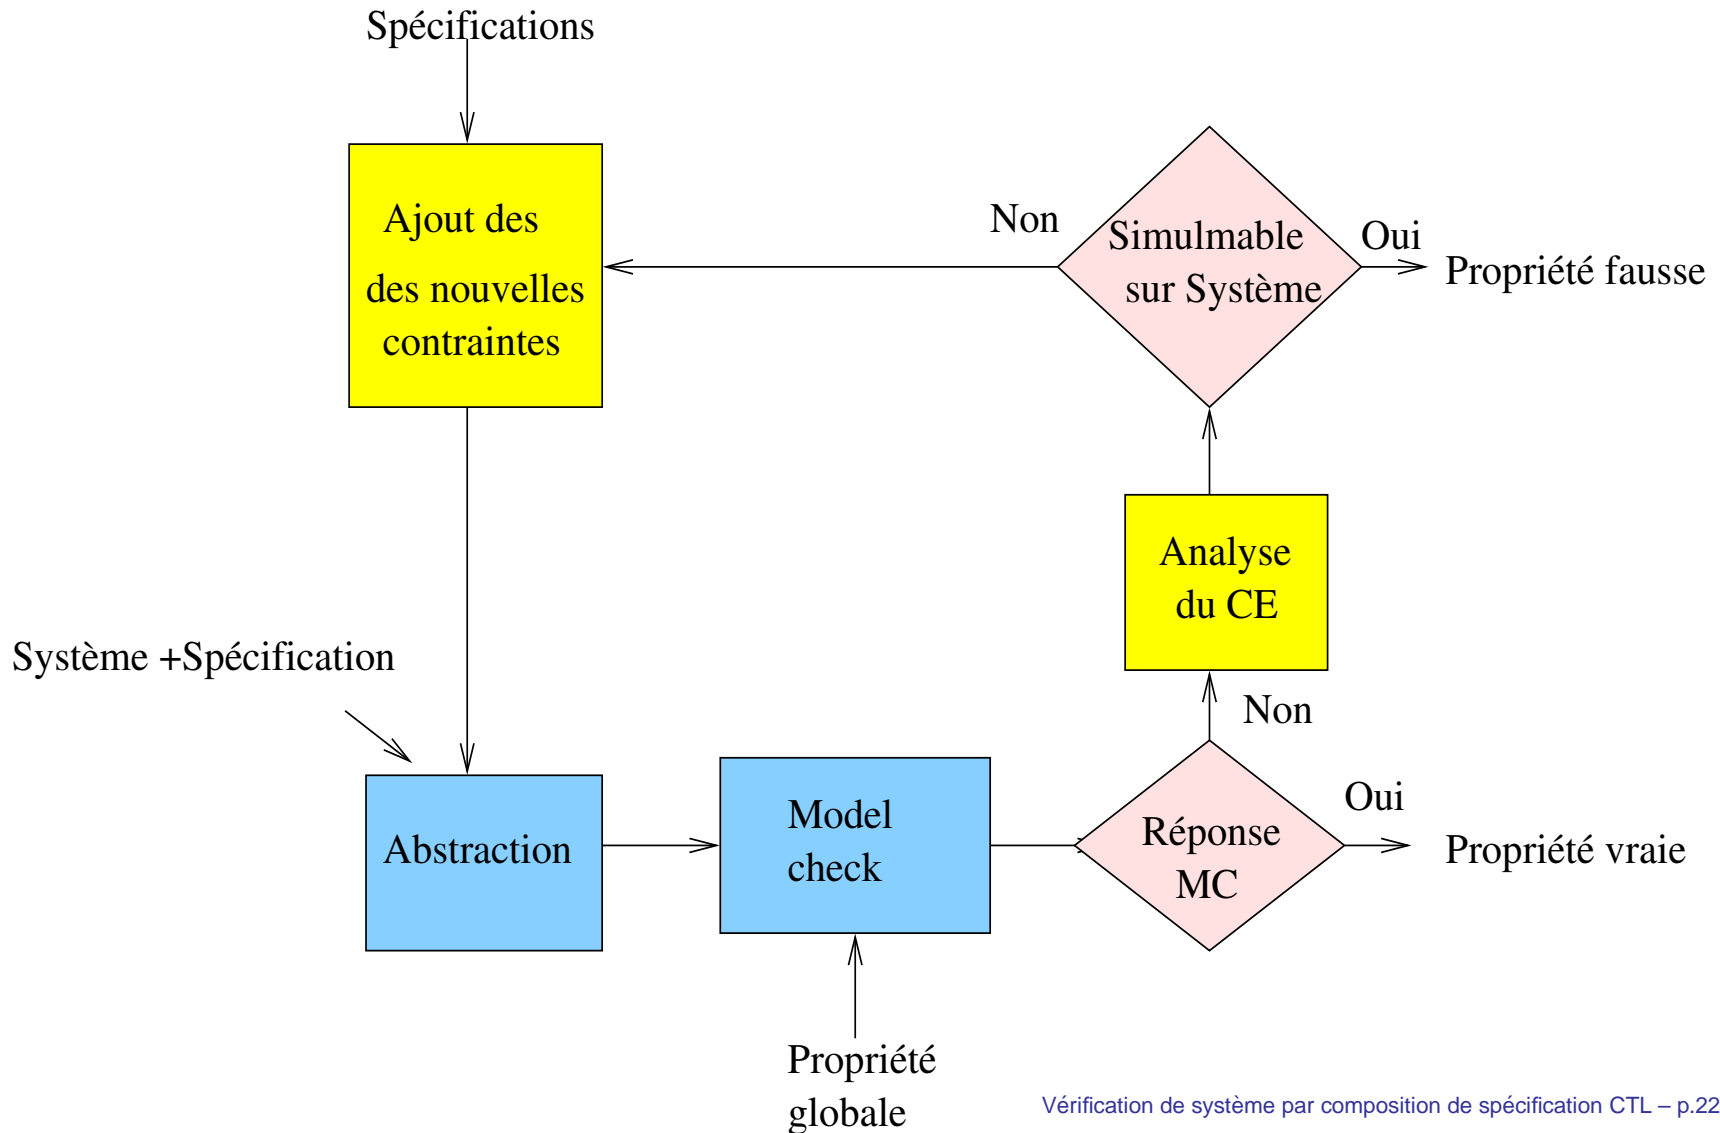 Spécifications
Ajout des
des nouvelles
contraintes
Non
Simulmable
sur Système
Oui
Propriété fausse
Analyse
du CE
Système +Spécification
Non
Abstraction
Model
check
Réponse
MC
Oui
Propriété vraie
Propriété
globale
Vérification de système par composition de spécification CTL – p.22